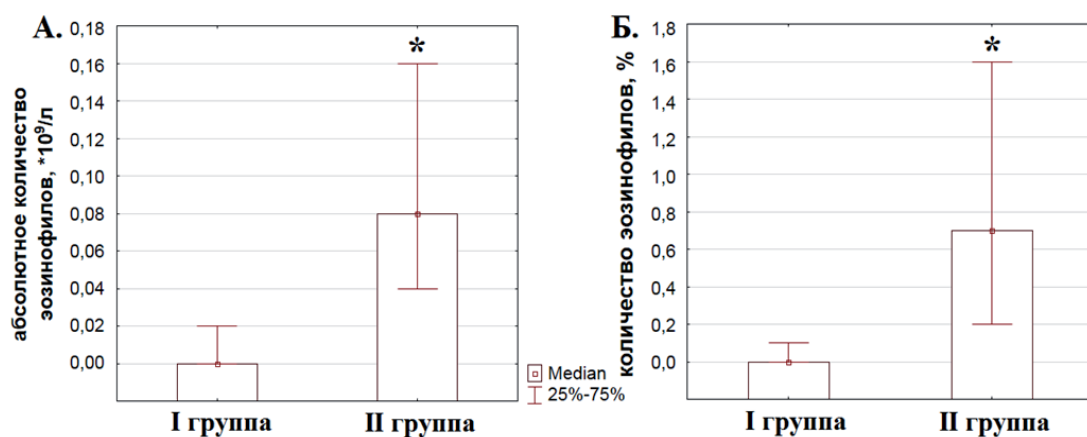 А.
абсолютное количество
эозинофилов, *10⁹/л
0,18
0,16
0,14
0,12
0,10
0,08
0,06
0,04
0,02
0,00
*
I группа
II группа
Median
25%-75%
Б.
количество эозинофилов, %
1,8
1,6
1,4
1,2
1,0
0,8
0,6
0,4
0,2
0,0
*
I группа
II группа